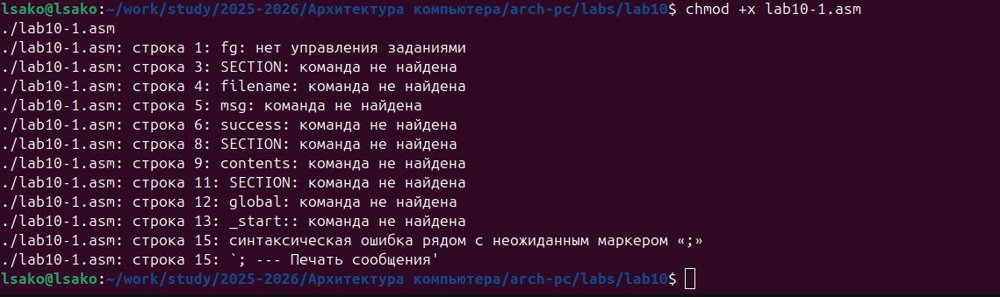 lsako@lsako:~/work/study/2025-2026/Архитектура компьютера/arch-pc/labs/lab10$ chmod +x lab10-1.asm
./lab10-1.asm
./lab10-1.asm: строка 1: fg: нет управления заданиями
./lab10-1.asm: строка 3: SECTION: команда не найдена
./lab10-1.asm: строка 4: filename: команда не найдена
./lab10-1.asm: строка 5: msg: команда не найдена
./lab10-1.asm: строка 6: success: команда не найдена
./lab10-1.asm: строка 8: SECTION: команда не найдена
./lab10-1.asm: строка 9: contents: команда не найдена
./lab10-1.asm: строка 11: SECTION: команда не найдена
./lab10-1.asm: строка 12: global: команда не найдена
./lab10-1.asm: строка 13: _start:: команда не найдена
./lab10-1.asm: строка 15: синтаксическая ошибка рядом с неожиданным маркером «;»
./lab10-1.asm: строка 15: `; --- Печать сообщения'
lsako@lsako:~/work/study/2025-2026/Архитектура компьютера/arch-pc/labs/lab10$